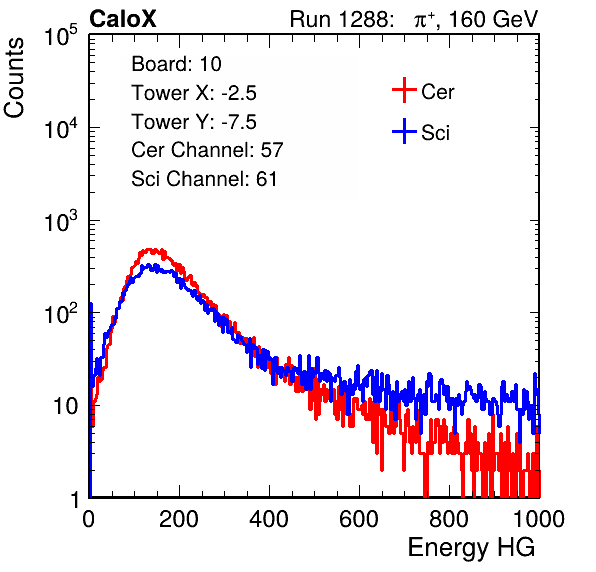 CaloX Run 1288: π⁺, 160 GeV
Counts
10⁵
10⁴
10³
10²
10
1
Board: 10
Tower X: -2.5
Tower Y: -7.5
Cer Channel: 57
Sci Channel: 61
Cer
Sci
0 200 400 600 800 1000
Energy HG